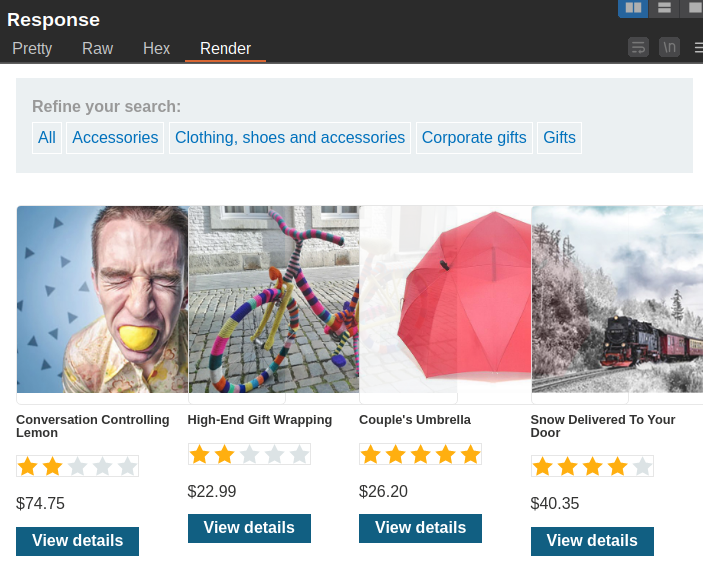 Response
Pretty Raw Hex Render
\n
Refine your search:
All Accessories Clothing, shoes and accessories Corporate gifts Gifts
Conversation Controlling Lemon
$74.75
View details
High-End Gift Wrapping
$22.99
View details
Couple's Umbrella
$26.20
View details
Snow Delivered To Your Door
$40.35
View details